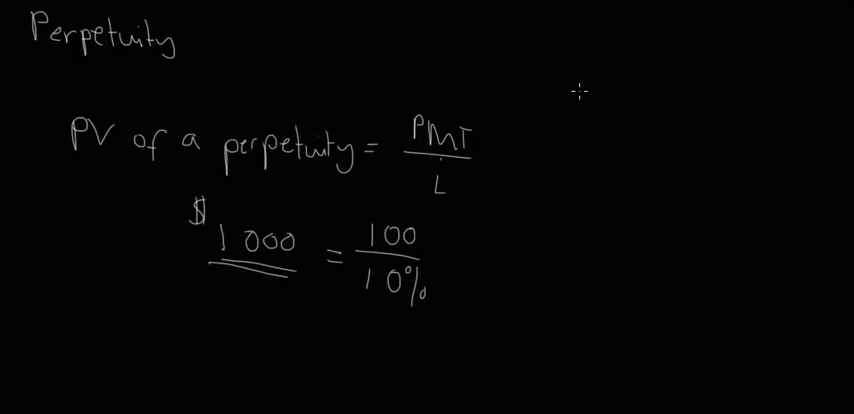 Perpetuity
PV of a perpetuity = PMT / i
$ 1 000 = 100 / 10%